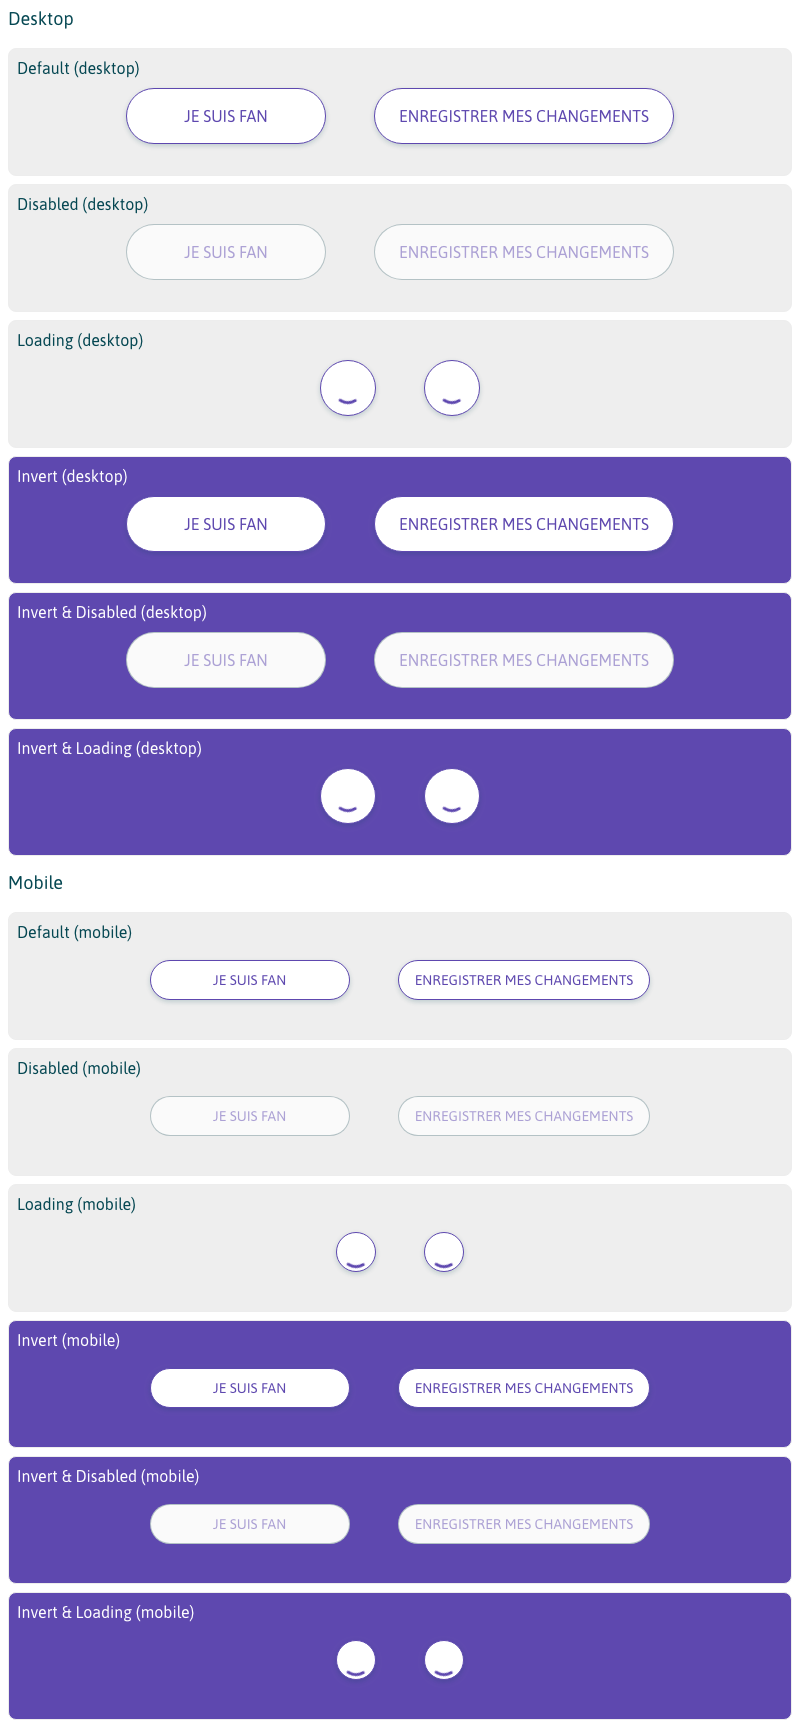 Desktop
Default (desktop)
JE SUIS FAN
ENREGISTRER MES CHANGEMENTS
Disabled (desktop)
JE SUIS FAN
ENREGISTRER MES CHANGEMENTS
Loading (desktop)
Invert (desktop)
JE SUIS FAN
ENREGISTRER MES CHANGEMENTS
Invert & Disabled (desktop)
JE SUIS FAN
ENREGISTRER MES CHANGEMENTS
Invert & Loading (desktop)
Mobile
Default (mobile)
JE SUIS FAN
ENREGISTRER MES CHANGEMENTS
Disabled (mobile)
JE SUIS FAN
ENREGISTRER MES CHANGEMENTS
Loading (mobile)
Invert (mobile)
JE SUIS FAN
ENREGISTRER MES CHANGEMENTS
Invert & Disabled (mobile)
JE SUIS FAN
ENREGISTRER MES CHANGEMENTS
Invert & Loading (mobile)